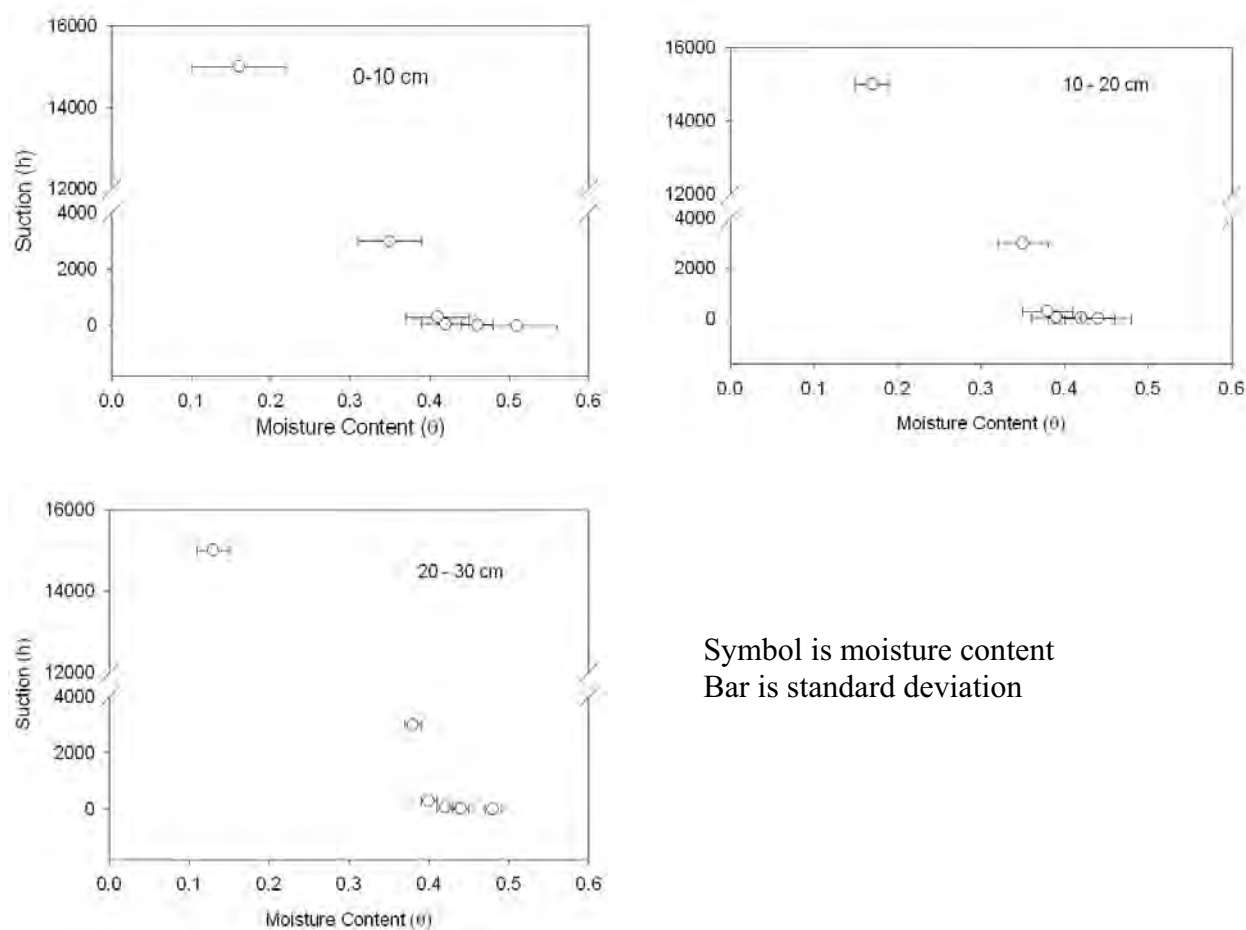 16000
14000
12000
4000
2000
0
Suction (h)
0-10 cm
0.0 0.1 0.2 0.3 0.4 0.5 0.6
Moisture Content (θ)
16000
14000
12000
4000
2000
0
10 - 20 cm
0.0 0.1 0.2 0.3 0.4 0.5 0.6
Moisture Content (θ)
16000
14000
12000
4000
2000
0
Suction (h)
20 - 30 cm
0.0 0.1 0.2 0.3 0.4 0.5 0.6
Moisture Content (θ)
Symbol is moisture content
Bar is standard deviation